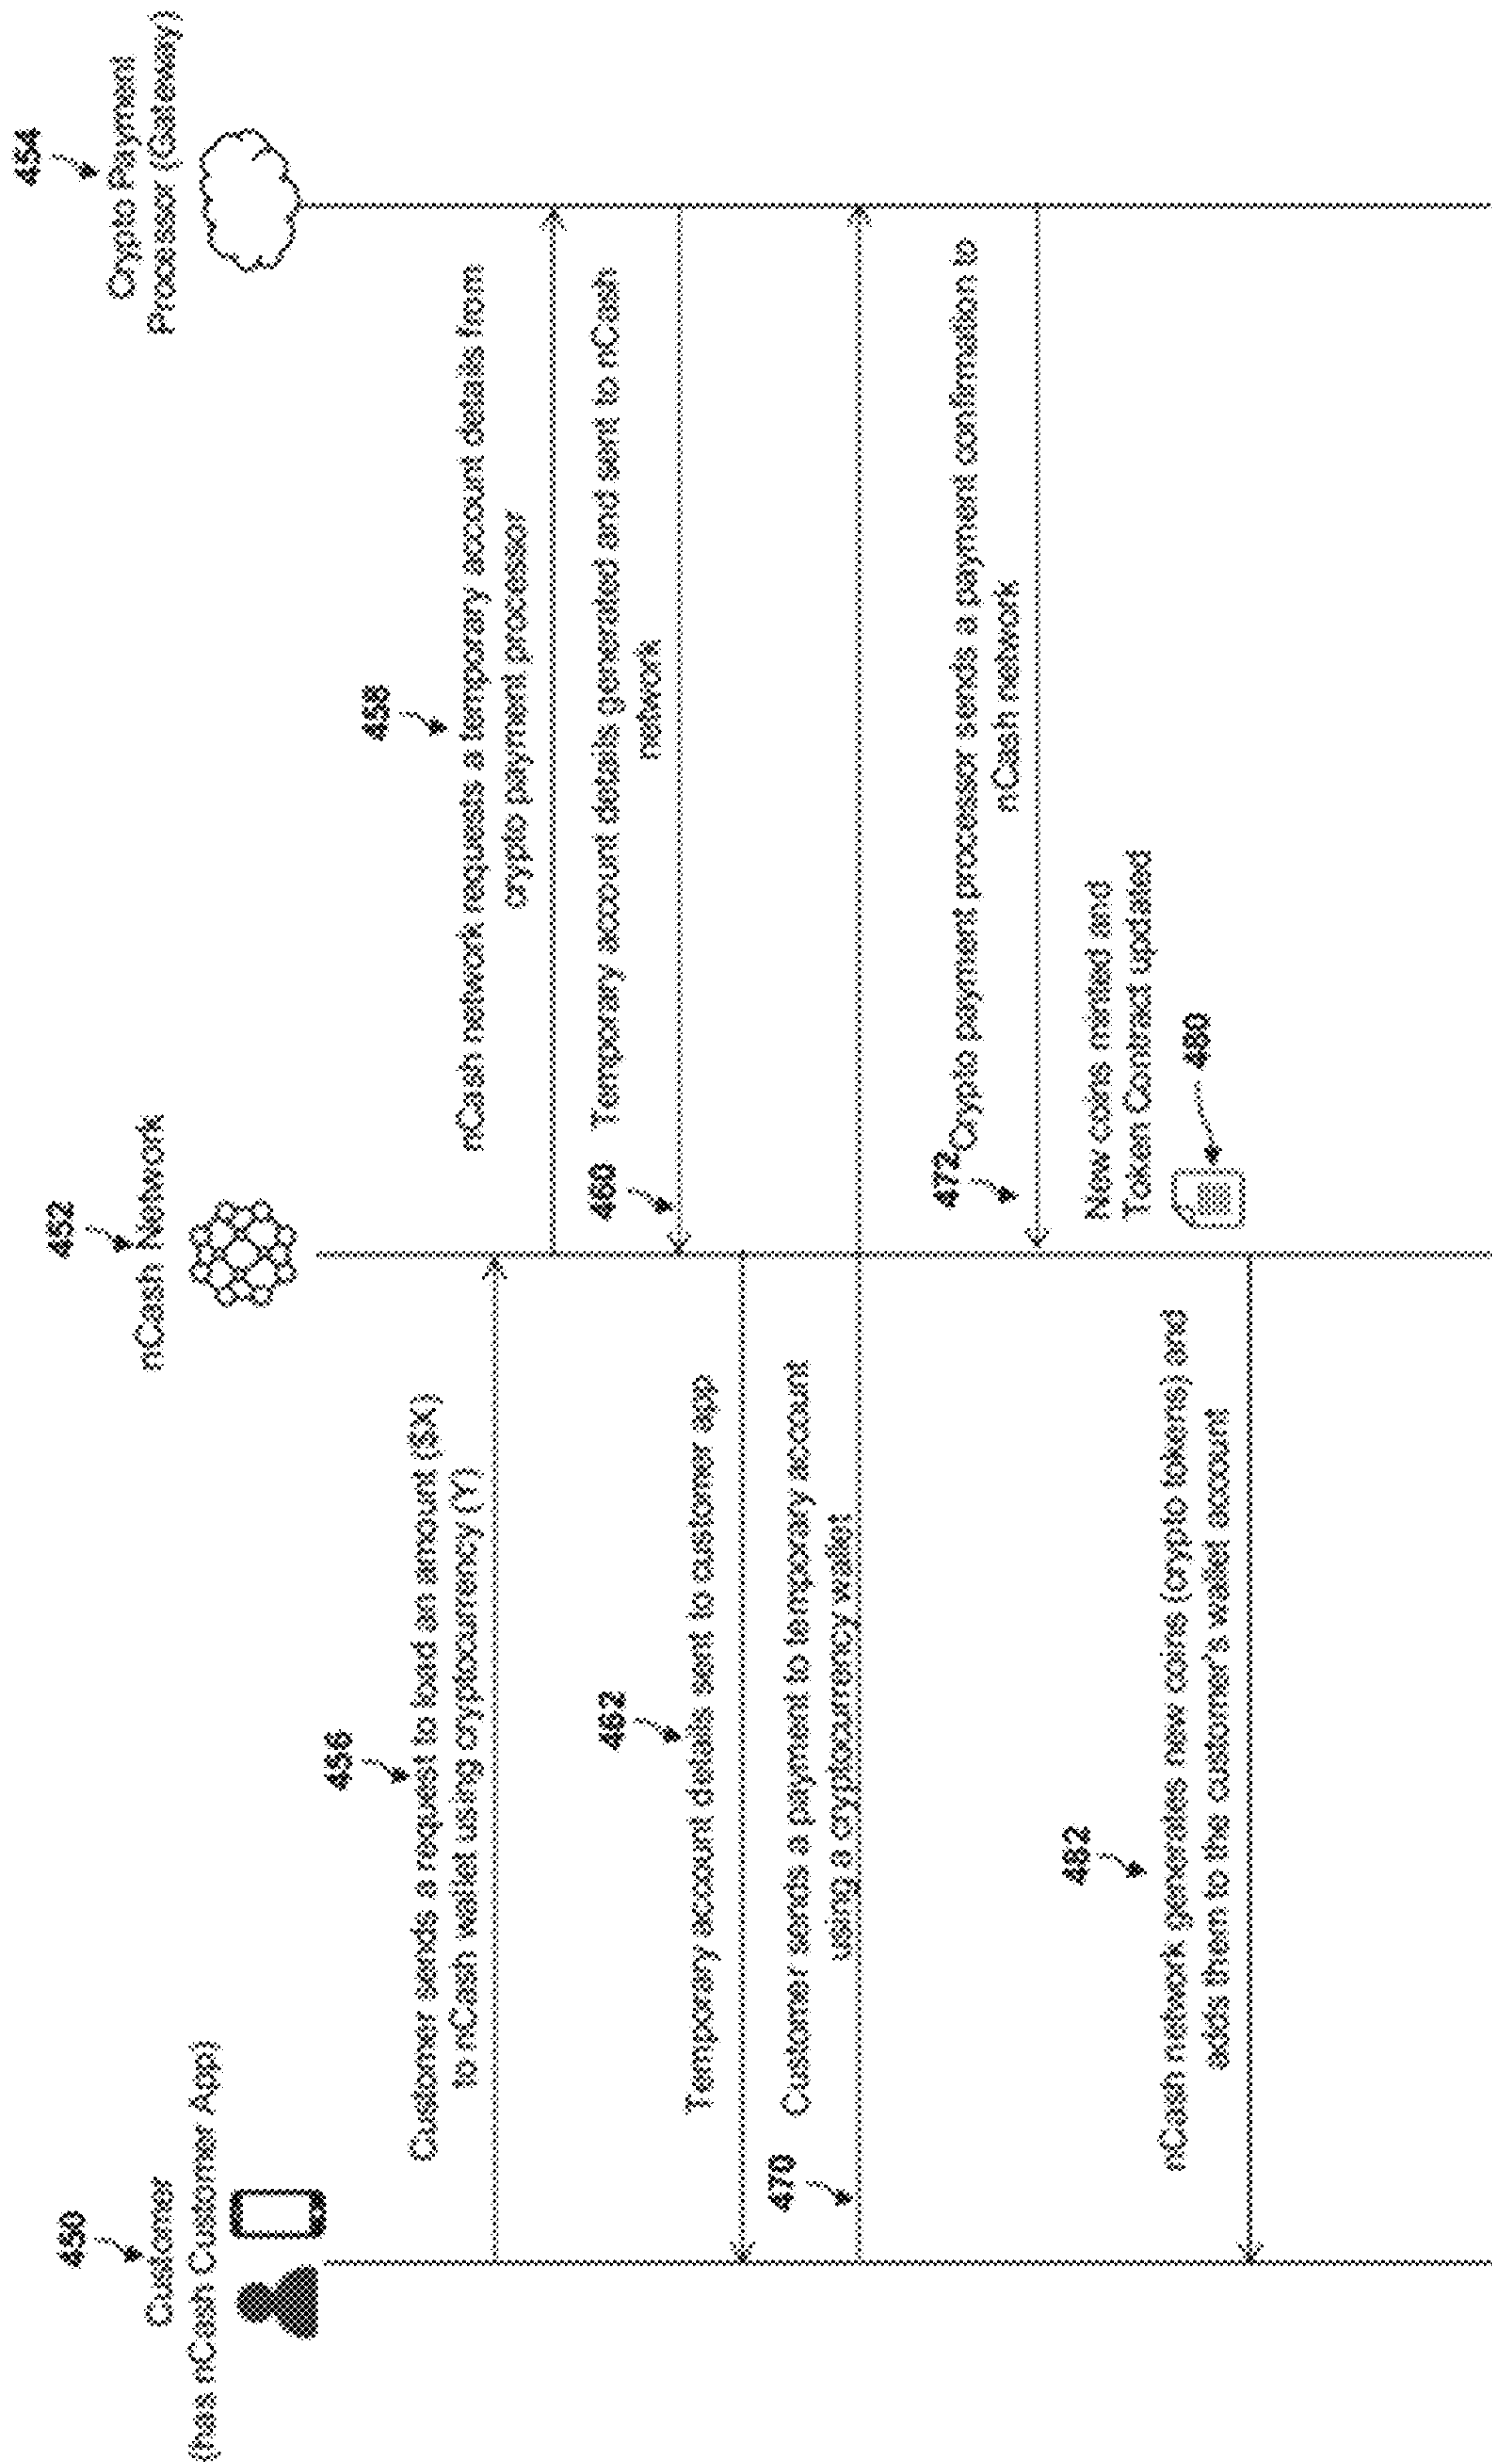 450
Customer
(has nCash Customer App)
452
nCash Network
454
Crypto Payment
Processor (Gateway)
456
Customer sends a request to load an amount ($X)
to nCash wallet using cryptocurrency (Y)
458
nCash network requests a temporary account details from
crypto payment processor
460
Temporary account details generated and sent to nCash
network
462
Temporary account details sent to customer app
470
Customer sends a payment to temporary account
using a cryptocurrency wallet
472
Crypto payment processor sends a payment confirmation to
nCash network
New coins minted and
Token Contract updated
480
482
nCash network generates new coins (crypto tokens) and
adds them to the customer's wallet account